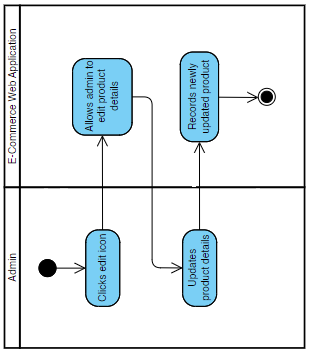 E-Commerce Web Application
Allows admin to
edit product
details
Records newly
updated product
Admin
Clicks edit icon
Updates
product details